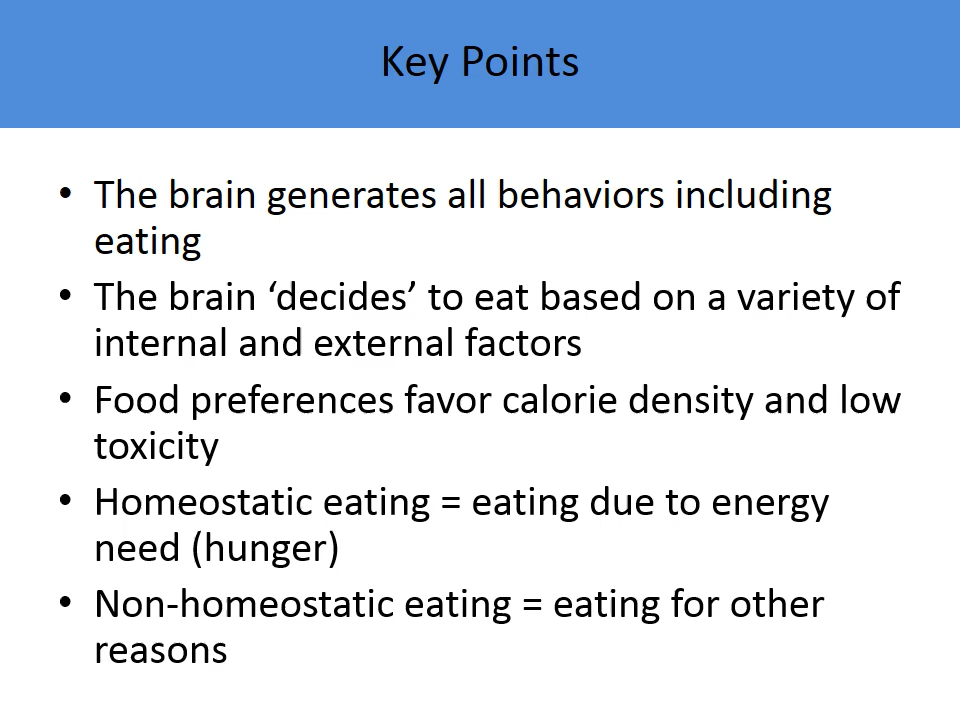 Key Points
• The brain generates all behaviors including
eating
• The brain ‘decides’ to eat based on a variety of
internal and external factors
• Food preferences favor calorie density and low
toxicity
• Homeostatic eating = eating due to energy
need (hunger)
• Non-homeostatic eating = eating for other
reasons